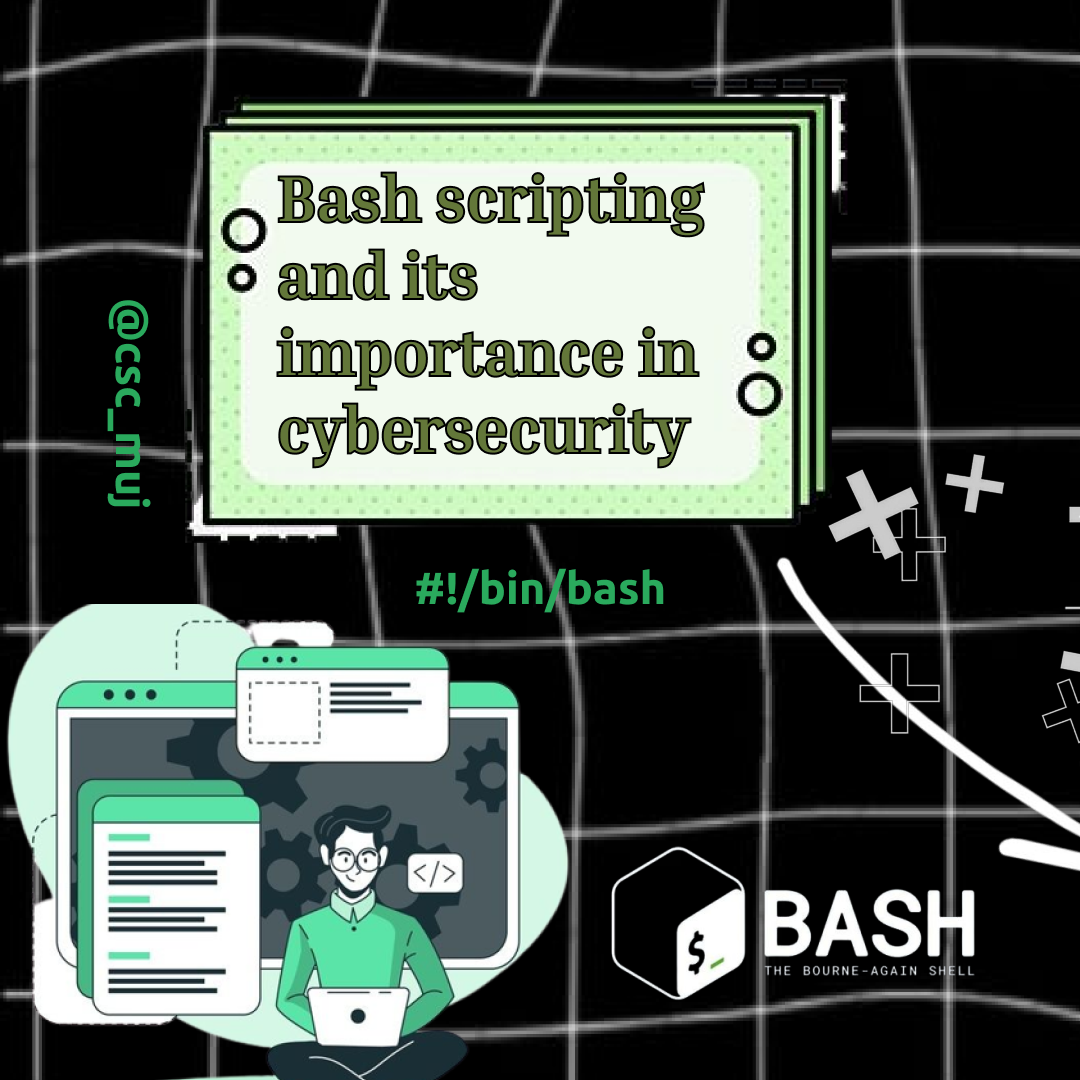 Bash scripting
and its
importance in
cybersecurity
@csc_muj
#!/bin/bash
</>
$_
BASH
THE BOURNE-AGAIN SHELL